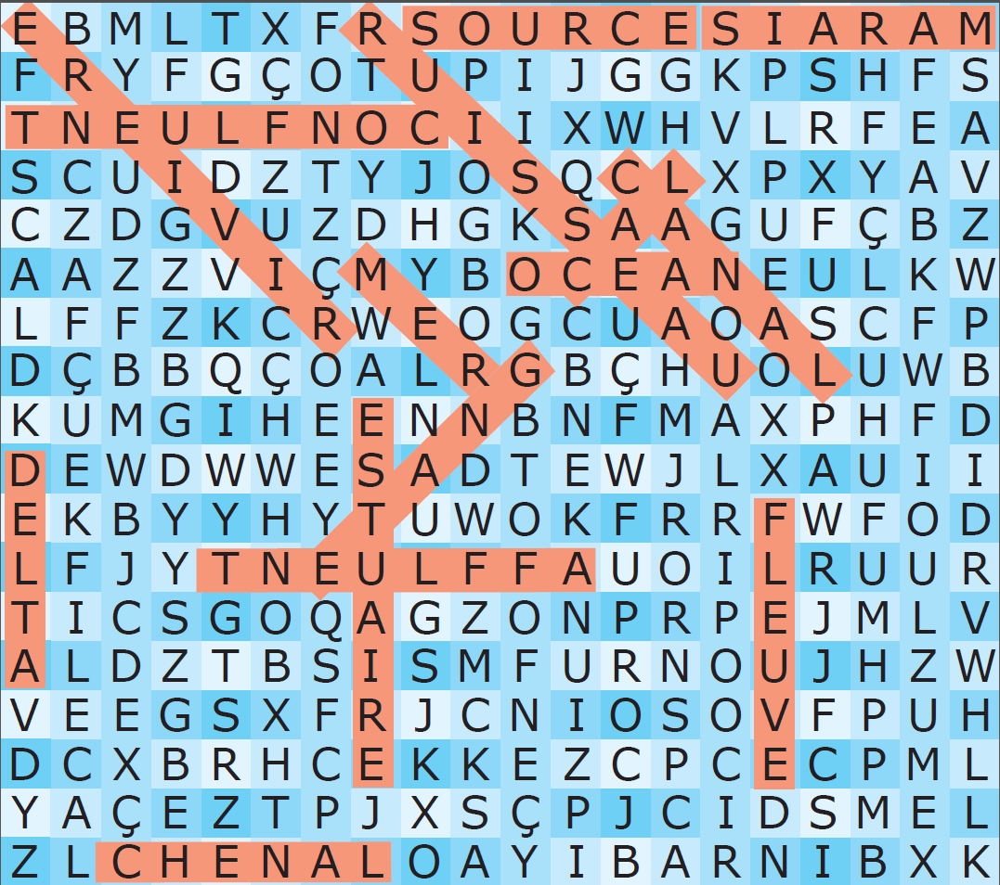 E B M L T X F R S O U R C E S I A R A M
F R Y F G Ç O T U P I J G G K P S H F S
T N E U L F N O C I I X W H V L R F E A
S C U I D Z T Y J O S Q C L X P X Y A V
C Z D G V U Z D H G K S A A G U F Ç B Z
A A Z Z V I Ç M Y B O C E A N E U L K W
L F F Z K C R W E O G C U A O A S C F P
D Ç B B Q Ç O A L R G B Ç H U O L U W B
K U M G I H E E N N B N F M A X P H F D
D E W D W W E S A D T E W J L X A U I I
E K B Y Y H Y T U W O K F R R F W F O D
L F J Y T N E U L F F A U O I L R U U R
T I C S G O Q A G Z O N P R P E J M L V
A L D Z T B S I S M F U R N O U J H Z W
V E E G S X F R J C N I O S O V F P U H
D C X B R H C E K K E Z C P C E C P M L
Y A Ç E Z T P J X S Ç P J C I D S M E L
Z L C H E N A L O A Y I B A R N I B X K